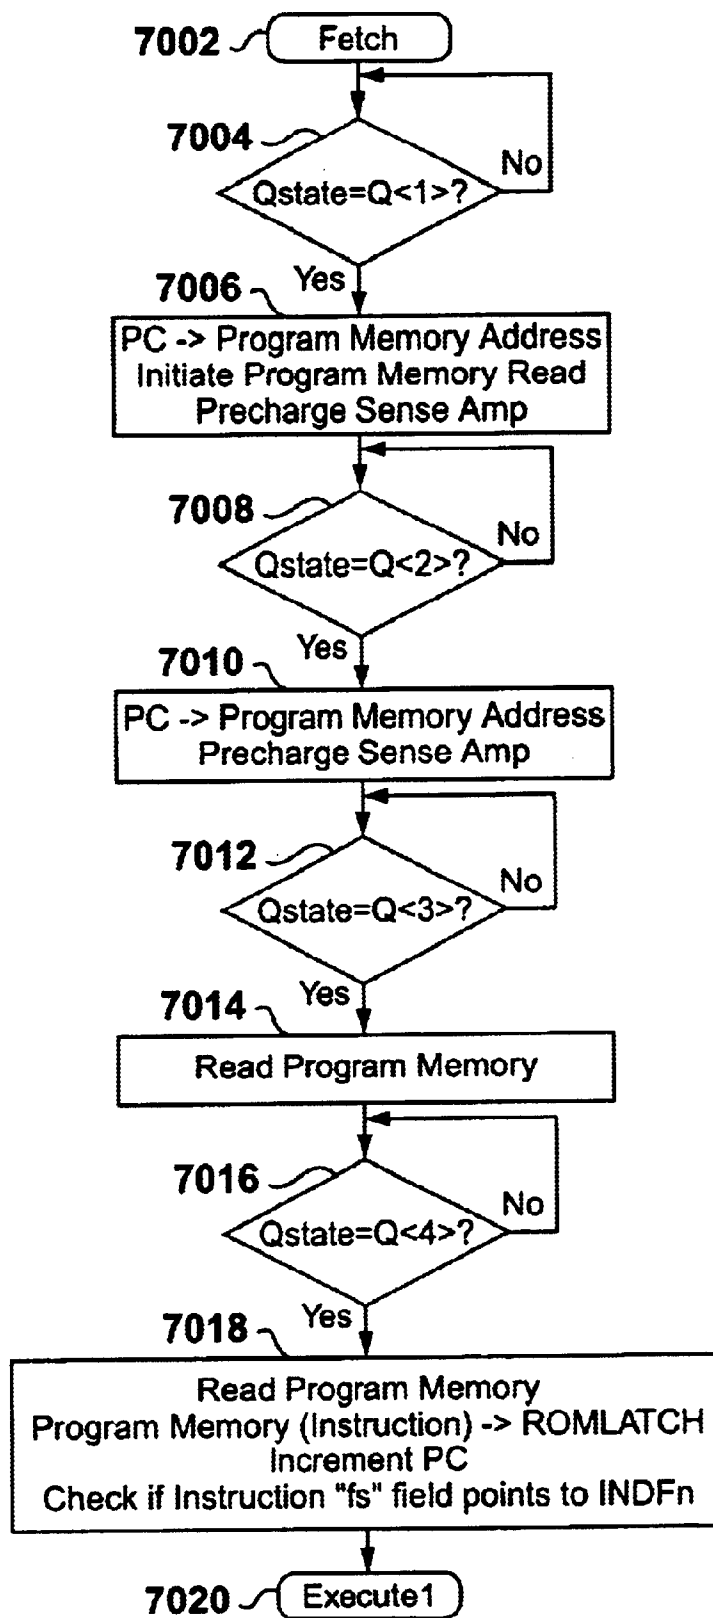 7002
Fetch
7004
No
Qstate=Q<1>?
Yes
7006
PC -> Program Memory Address
Initiate Program Memory Read
Precharge Sense Amp
7008
No
Qstate=Q<2>?
Yes
7010
PC -> Program Memory Address
Precharge Sense Amp
7012
No
Qstate=Q<3>?
Yes
7014
Read Program Memory
7016
No
Qstate=Q<4>?
Yes
7018
Read Program Memory
Program Memory (Instruction) -> ROMLATCH
Increment PC
Check if Instruction "fs" field points to INDFn
7020
Execute1